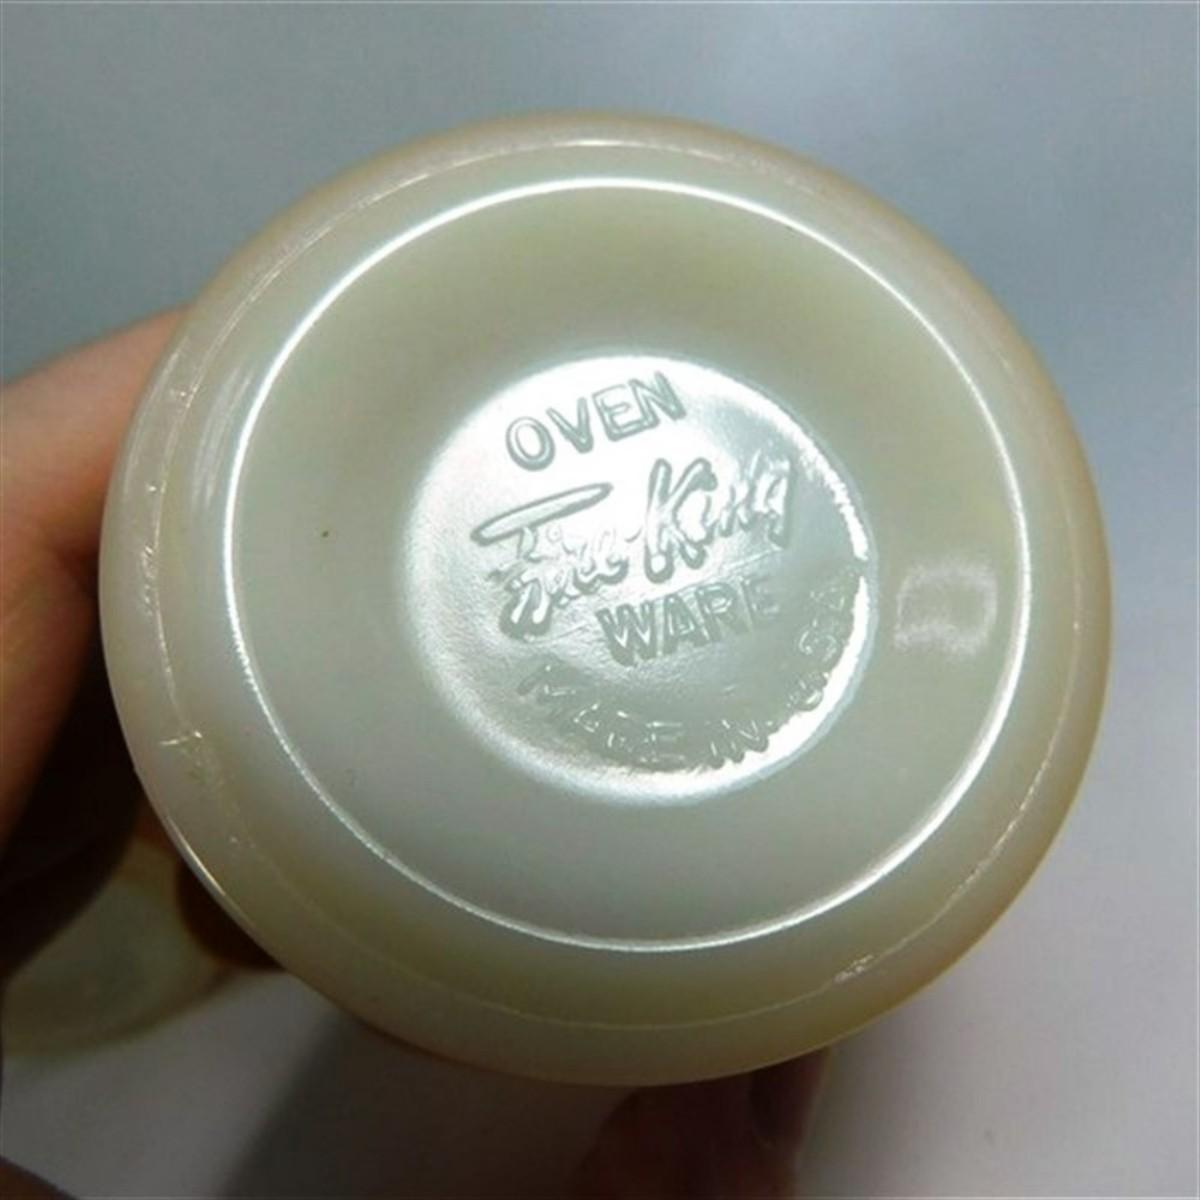 OVEN
Fire-King
WARE
MADE IN U.S.A.